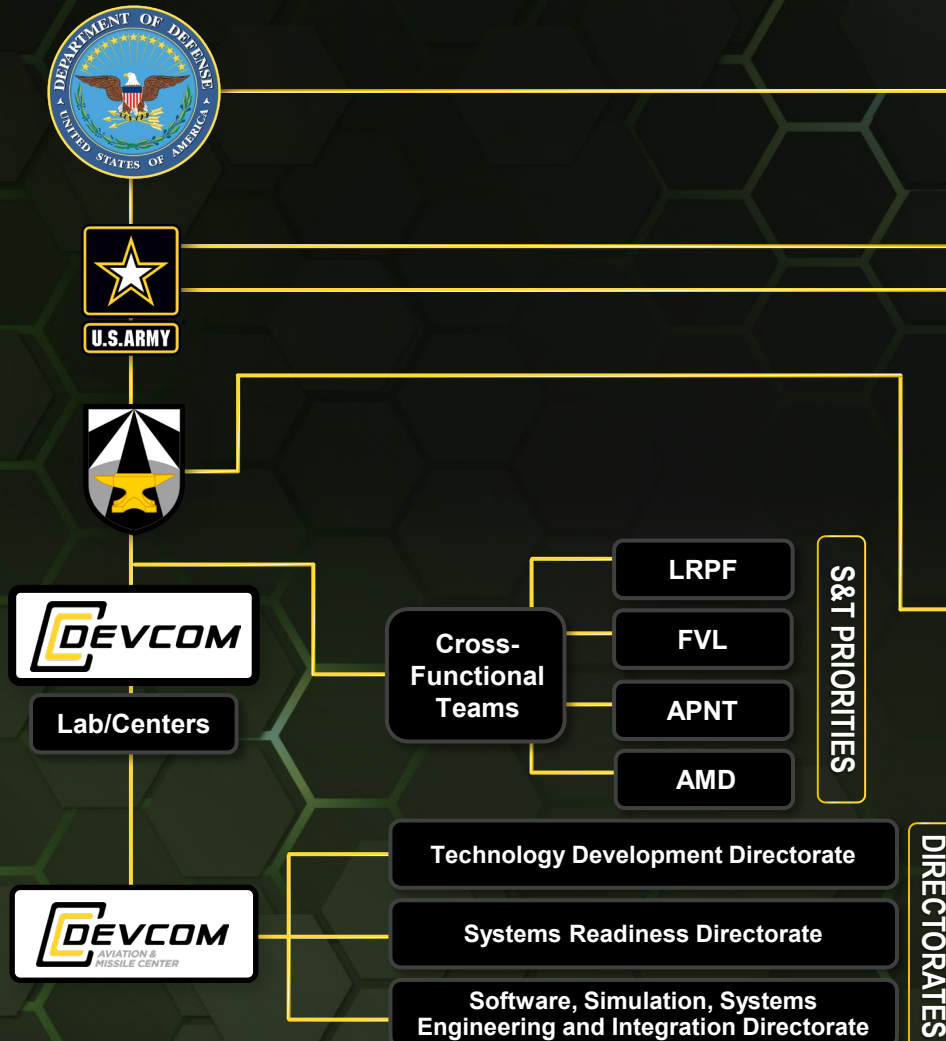 DEPARTMENT OF DEFENSE
UNITED STATES OF AMERICA
U.S.ARMY
DEVCOM
Lab/Centers
Cross-
Functional
Teams
LRPF
FVL
APNT
AMD
S&T PRIORITIES
DEVCOM
AVIATION &
MISSILE CENTER
Technology Development Directorate
Systems Readiness Directorate
Software, Simulation, Systems
Engineering and Integration Directorate
DIRECTORATES